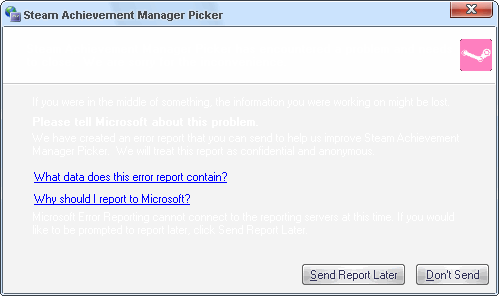 Steam Achievement Manager Picker
If you were in the middle of something, the information you were working on might be lost.
Please tell Microsoft about this problem.
We have created an error report that you can send to help us improve Steam Achievement
Manager Picker. We will treat this report as confidential and anonymous.
What data does this error report contain?
Why should I report to Microsoft?
Microsoft Error Reporting cannot connect to the reporting servers at this time. If you would
like to be prompted to report later, click Send Report Later.
Send Report Later
Don't Send